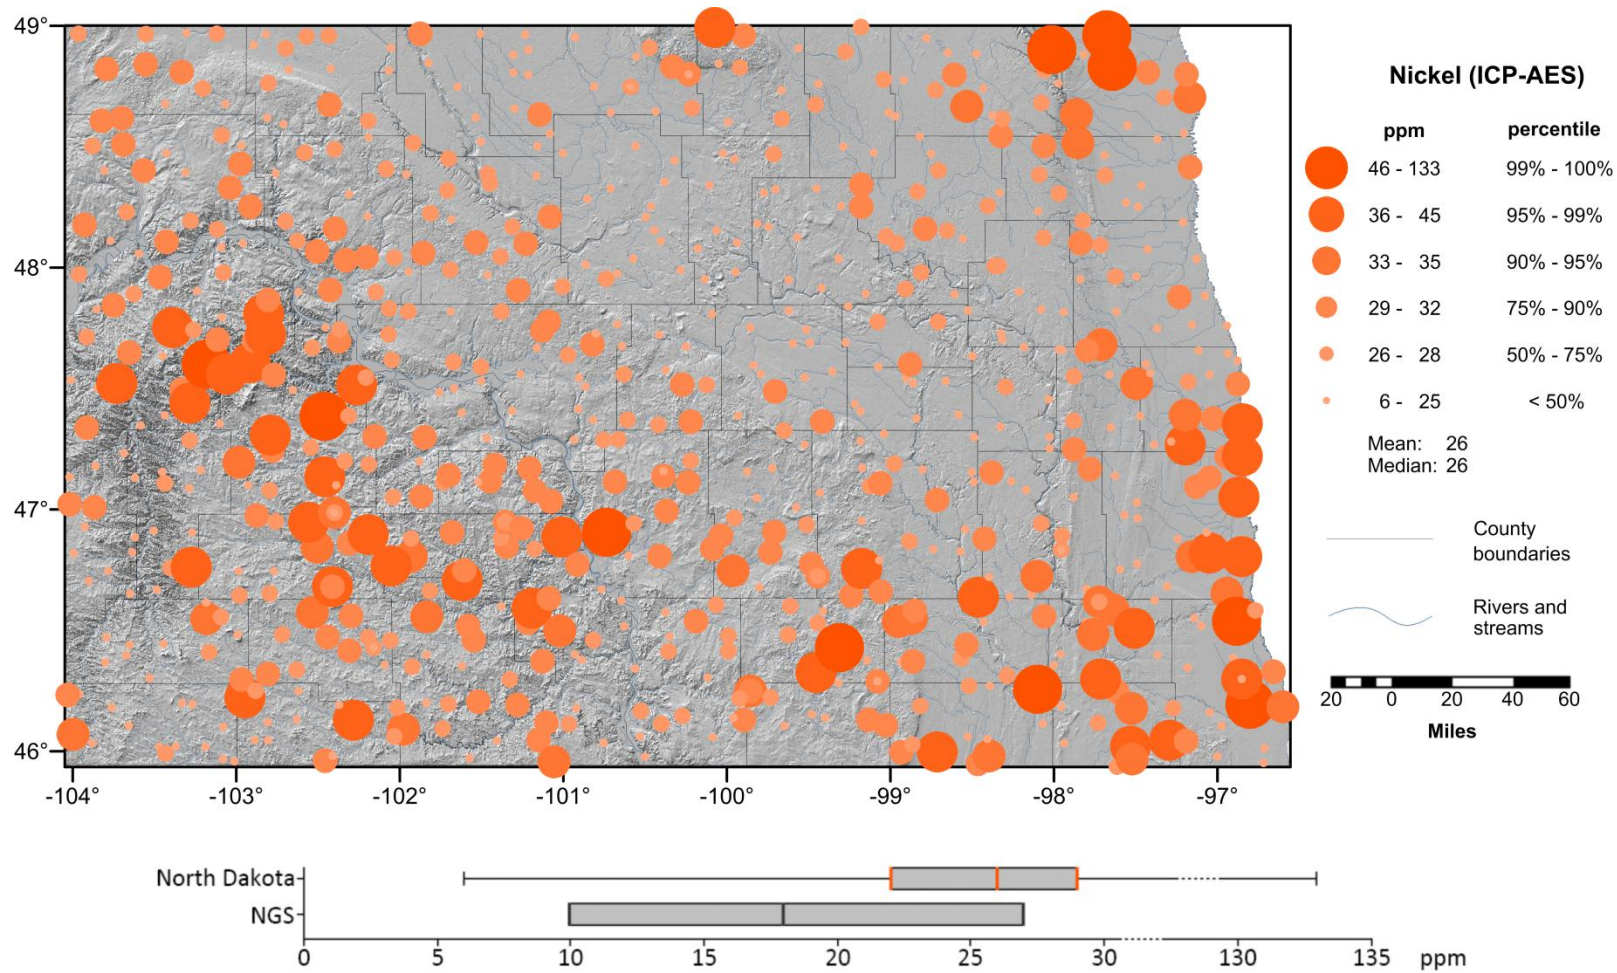 49°
48°
47°
46°
-104°
-103°
-102°
-101°
-100°
-99°
-98°
-97°
Nickel (ICP-AES)
ppm percentile
46 - 133 99% - 100%
36 - 45 95% - 99%
33 - 35 90% - 95%
29 - 32 75% - 90%
26 - 28 50% - 75%
6 - 25 < 50%
Mean: 26
Median: 26
County
boundaries
Rivers and
streams
20 0 20 40 60
Miles
North Dakota
NGS
0 5 10 15 20 25 30 130 135 ppm